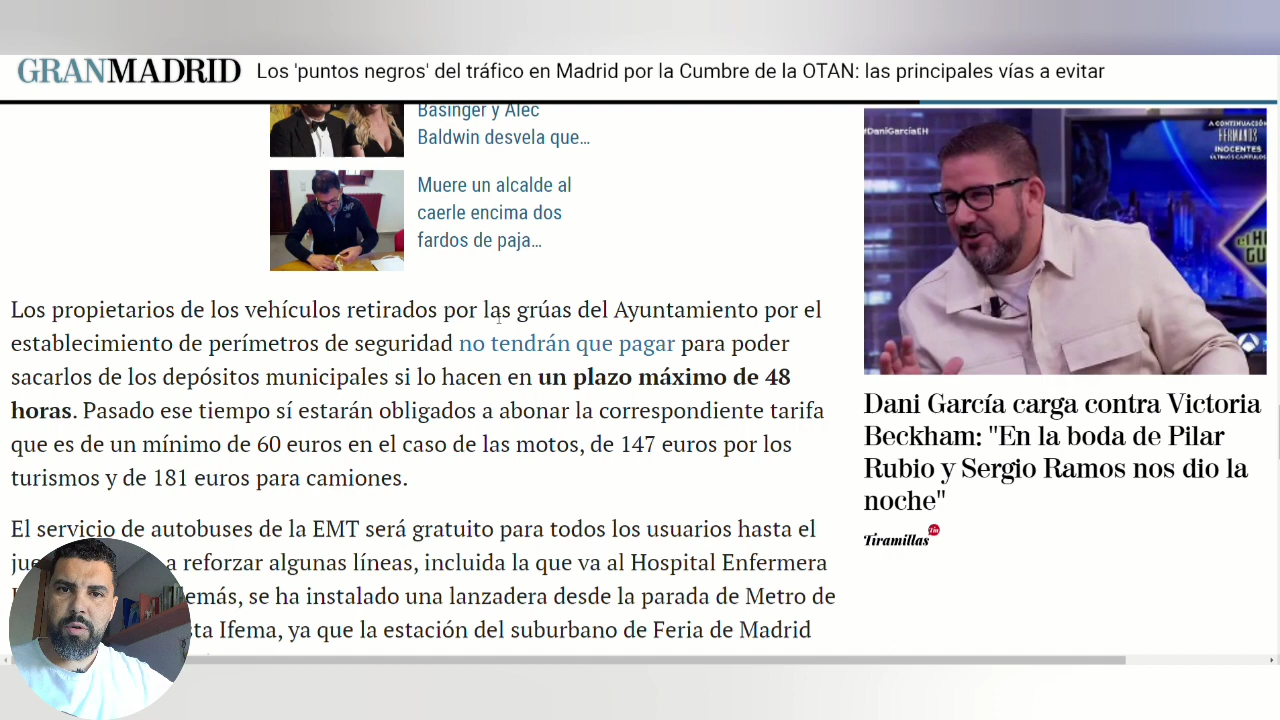 GRANMADRID
Los 'puntos negros' del tráfico en Madrid por la Cumbre de la OTAN: las principales vías a evitar
Basinger y Alec
Baldwin desvela que...
Muere un alcalde al
caerle encima dos
fardos de paja...
Los propietarios de los vehículos retirados por las grúas del Ayuntamiento por el
establecimiento de perímetros de seguridad no tendrán que pagar para poder
sacarlos de los depósitos municipales si lo hacen en un plazo máximo de 48
horas. Pasado ese tiempo sí estarán obligados a abonar la correspondiente tarifa
que es de un mínimo de 60 euros en el caso de las motos, de 147 euros por los
turismos y de 181 euros para camiones.
El servicio de autobuses de la EMT será gratuito para todos los usuarios hasta el
a reforzar algunas líneas, incluida la que va al Hospital Enfermera
se ha instalado una lanzadera desde la parada de Metro de
Ifema, ya que la estación del suburbano de Feria de Madrid
#DaniGarcíaEH
A CONTINUACIÓN
HERMANOS
INOCENTES
ÚLTIMOS CAPÍTULOS
Dani García carga contra Victoria
Beckham: "En la boda de Pilar
Rubio y Sergio Ramos nos dio la
noche"
Tiramillas